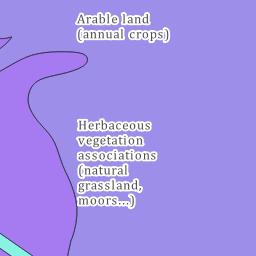 Arable land
(annual crops)
Herbaceous
vegetation
associations
(natural
grassland,
moors...)